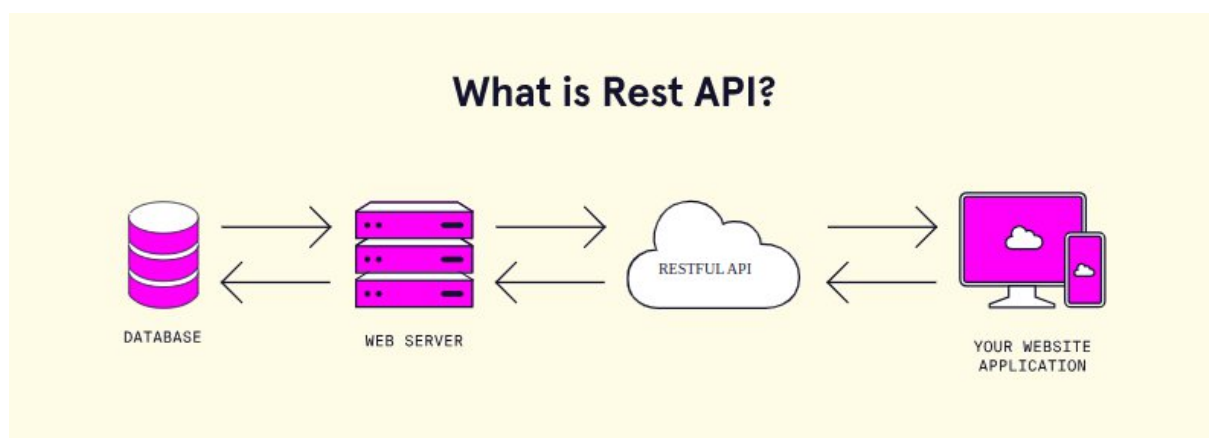 What is Rest API?
RESTFUL API
DATABASE
WEB SERVER
YOUR WEBSITE
APPLICATION